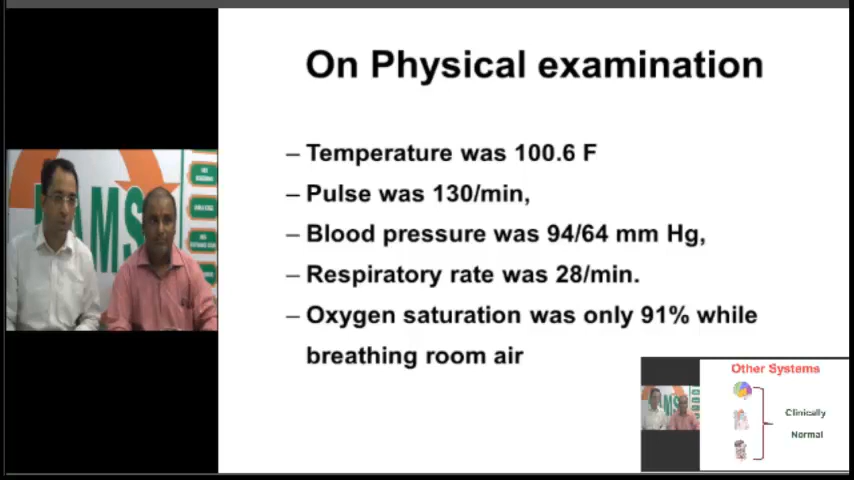 On Physical examination
– Temperature was 100.6 F
– Pulse was 130/min,
– Blood pressure was 94/64 mm Hg,
– Respiratory rate was 28/min.
– Oxygen saturation was only 91% while
breathing room air
Other Systems
Clinically
Normal